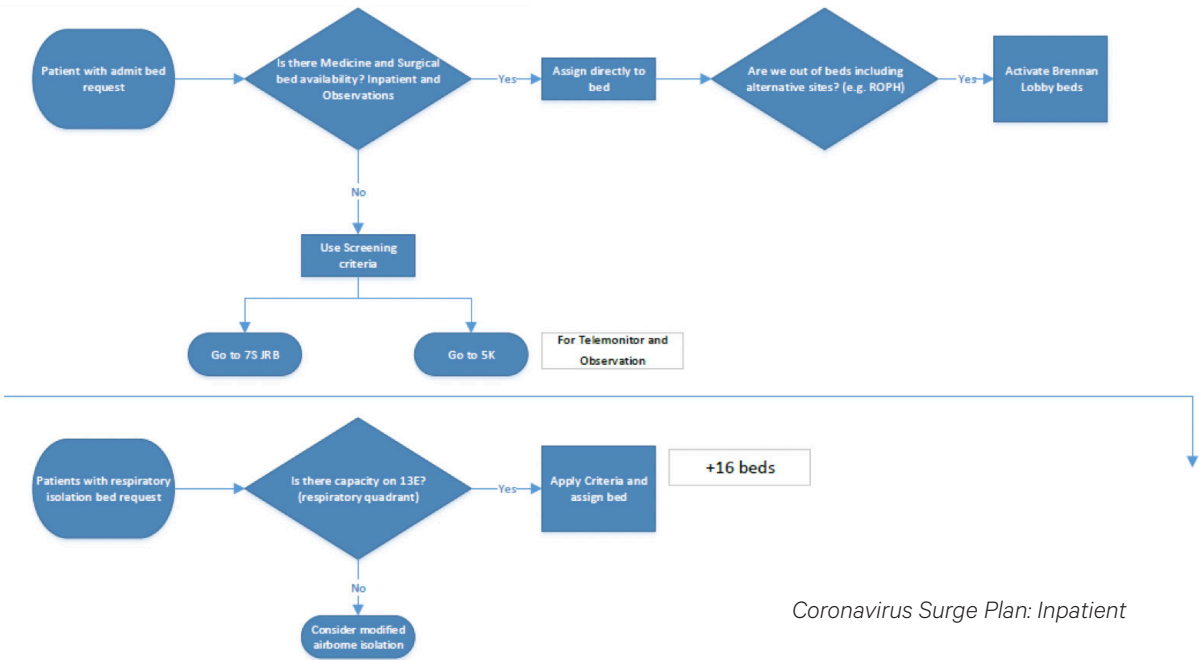 Patient with admit bed
request
Is there Medicine and Surgical
bed availability? Inpatient and
Observations
Yes
Assign directly to
bed
Are we out of beds including
alternative sites? (e.g. ROPH)
Yes
Activate Brennan
Lobby beds
No
Use Screening
criteria
Go to 7S JRB
Go to 5K
For Telemonitor and
Observation
Patients with respiratory
isolation bed request
Is there capacity on 13E?
(respiratory quadrant)
Yes
Apply Criteria and
assign bed
+16 beds
No
Consider modified
airborne isolation
Coronavirus Surge Plan: Inpatient